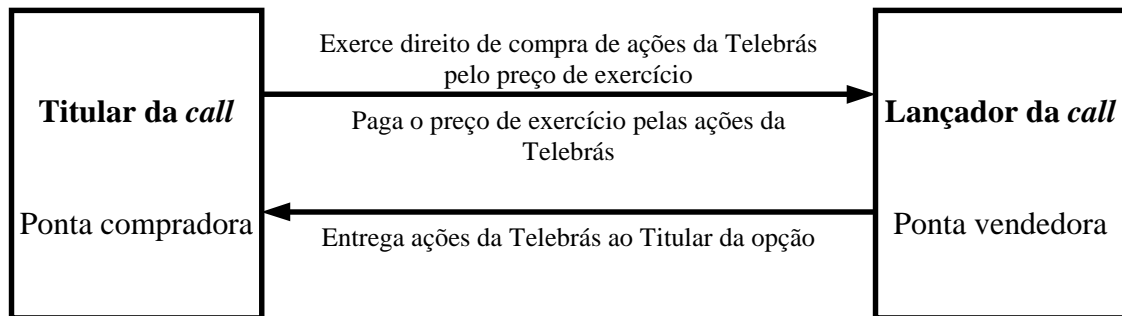 Titular da call
Ponta compradora
Exerce direito de compra de ações da Telebrás
pelo preço de exercício
Paga o preço de exercício pelas ações da
Telebrás
Entrega ações da Telebrás ao Titular da opção
Lançador da call
Ponta vendedora